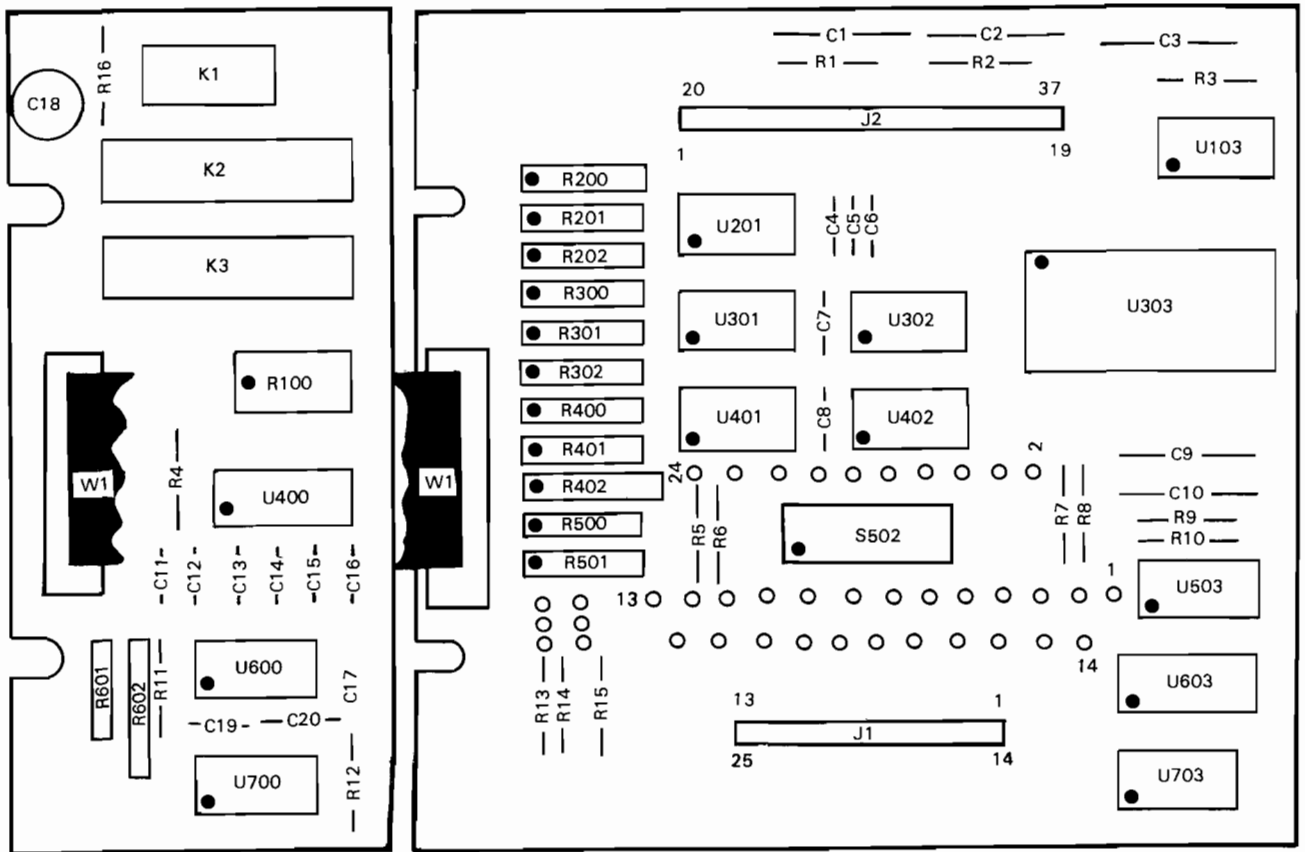 C18
R16
K1
K2
K3
R100
W1
R4
U400
C11
C12
C13
C14
C15
C16
R601
R602
R11
U600
C17
C19
C20
U700
R12
C1
C2
C3
R1
R2
R3
20
37
J2
1
19
U103
R200
R201
R202
R300
R301
R302
R400
R401
R402
R500
R501
W1
U201
C4
C5
C6
U301
C7
U302
U303
U401
C8
U402
24
2
C9
C10
R5
R6
S502
R7
R8
R9
R10
13
1
U503
14
U603
R13
R14
R15
13
1
J1
25
14
U703